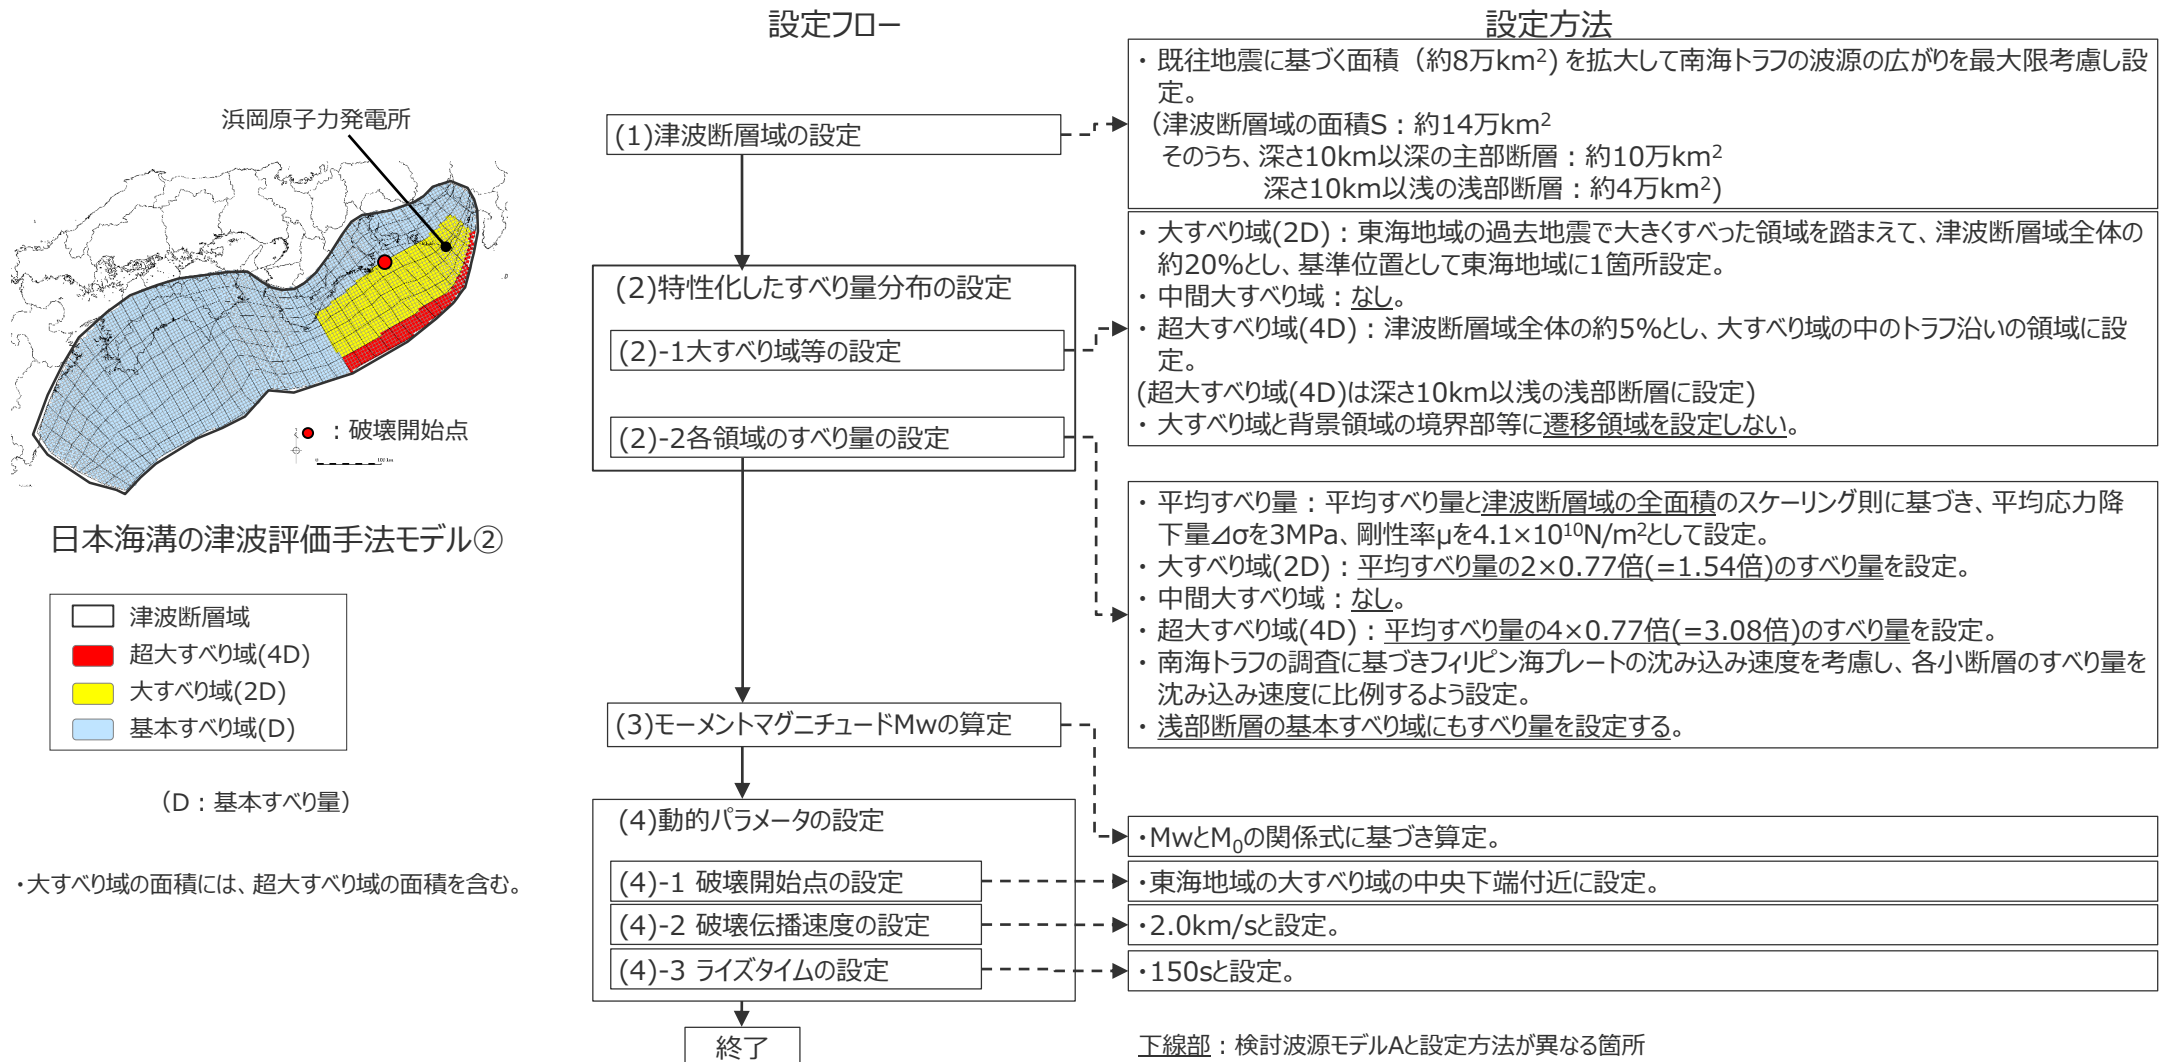 設定フロー
設定方法
浜岡原子力発電所
●：破壊開始点
0 100 km
日本海溝の津波評価手法モデル②
津波断層域
超大すべり域(4D)
大すべり域(2D)
基本すべり域(D)
（D：基本すべり量）
・大すべり域の面積には、超大すべり域の面積を含む。
(1)津波断層域の設定
(2)特性化したすべり量分布の設定
(2)-1大すべり域等の設定
(2)-2各領域のすべり量の設定
(3)モーメントマグニチュードMwの算定
(4)動的パラメータの設定
(4)-1 破壊開始点の設定
(4)-2 破壊伝播速度の設定
(4)-3 ライズタイムの設定
終了
・ 既往地震に基づく面積（約8万km²) を拡大して南海トラフの波源の広がりを最大限考慮し設
定。
（津波断層域の面積S：約14万km²
そのうち、深さ10km以深の主部断層：約10万km²
深さ10km以浅の浅部断層：約4万km²)
・ 大すべり域(2D)：東海地域の過去地震で大きくすべった領域を踏まえて、津波断層域全体の
約20%とし、基準位置として東海地域に1箇所設定。
・ 中間大すべり域：なし。
・ 超大すべり域(4D)：津波断層域全体の約5%とし、大すべり域の中のトラフ沿いの領域に設
定。
(超大すべり域(4D)は深さ10km以浅の浅部断層に設定)
・ 大すべり域と背景領域の境界部等に遷移領域を設定しない。
・ 平均すべり量：平均すべり量と津波断層域の全面積のスケーリング則に基づき、平均応力降
下量⊿σを3MPa、剛性率μを4.1×10¹⁰N/m²として設定。
・ 大すべり域(2D)：平均すべり量の2×0.77倍(=1.54倍)のすべり量を設定。
・ 中間大すべり域：なし。
・ 超大すべり域(4D)：平均すべり量の4×0.77倍(=3.08倍)のすべり量を設定。
・ 南海トラフの調査に基づきフィリピン海プレートの沈み込み速度を考慮し、各小断層のすべり量を
沈み込み速度に比例するよう設定。
・ 浅部断層の基本すべり域にもすべり量を設定する。
・MwとM₀の関係式に基づき算定。
・東海地域の大すべり域の中央下端付近に設定。
・2.0km/sと設定。
・150sと設定。
下線部：検討波源モデルAと設定方法が異なる箇所